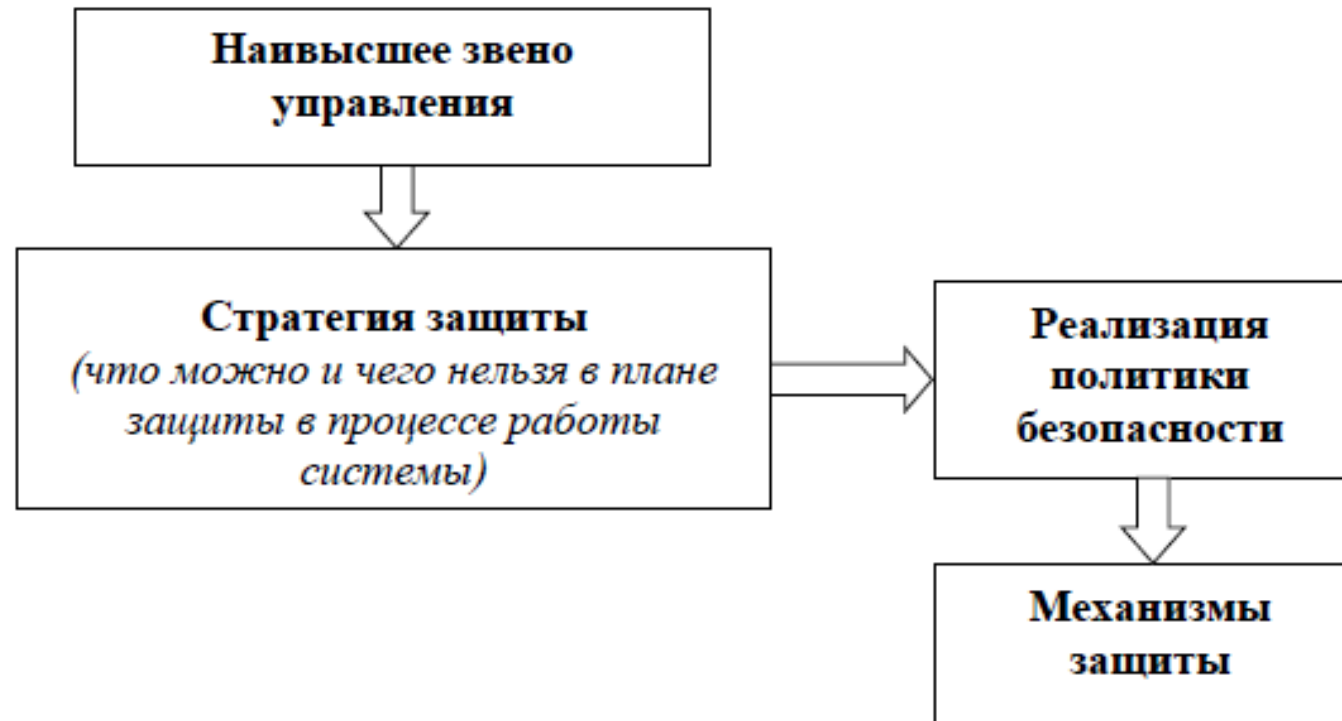 Наивысшее звено
управления
Стратегия защиты
(что можно и чего нельзя в плане
защиты в процессе работы
системы)
Реализация
политики
безопасности
Механизмы
защиты